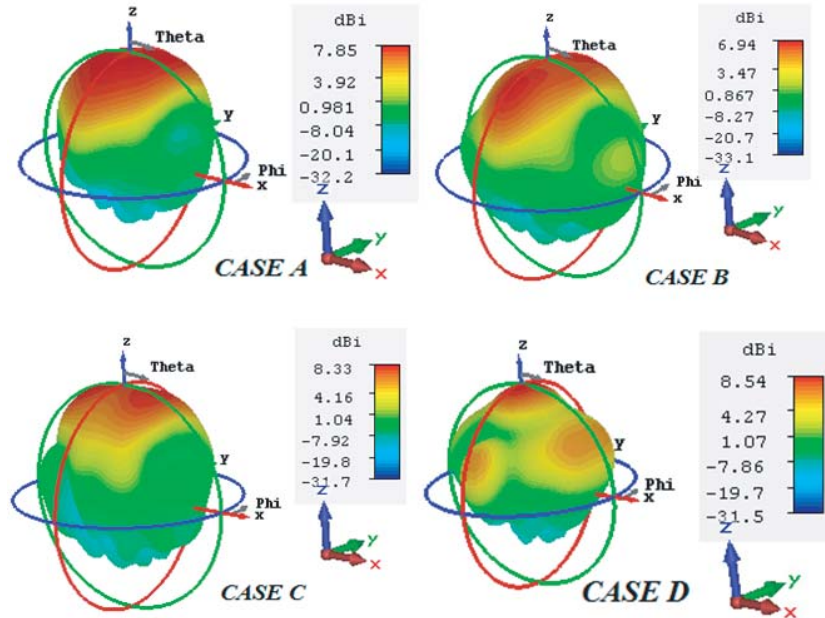 z
Theta
y
Phi
x
dBi
7.85
3.92
0.981
-8.04
-20.1
-32.2
z
y
x
CASE A
z
Theta
y
Phi
x
dBi
6.94
3.47
0.867
-8.27
-20.7
-33.1
z
y
x
CASE B
z
Theta
y
Phi
x
dBi
8.33
4.16
1.04
-7.92
-19.8
-31.7
z
y
x
CASE C
z
Theta
y
Phi
x
dBi
8.54
4.27
1.07
-7.86
-19.7
-31.5
z
y
x
CASE D